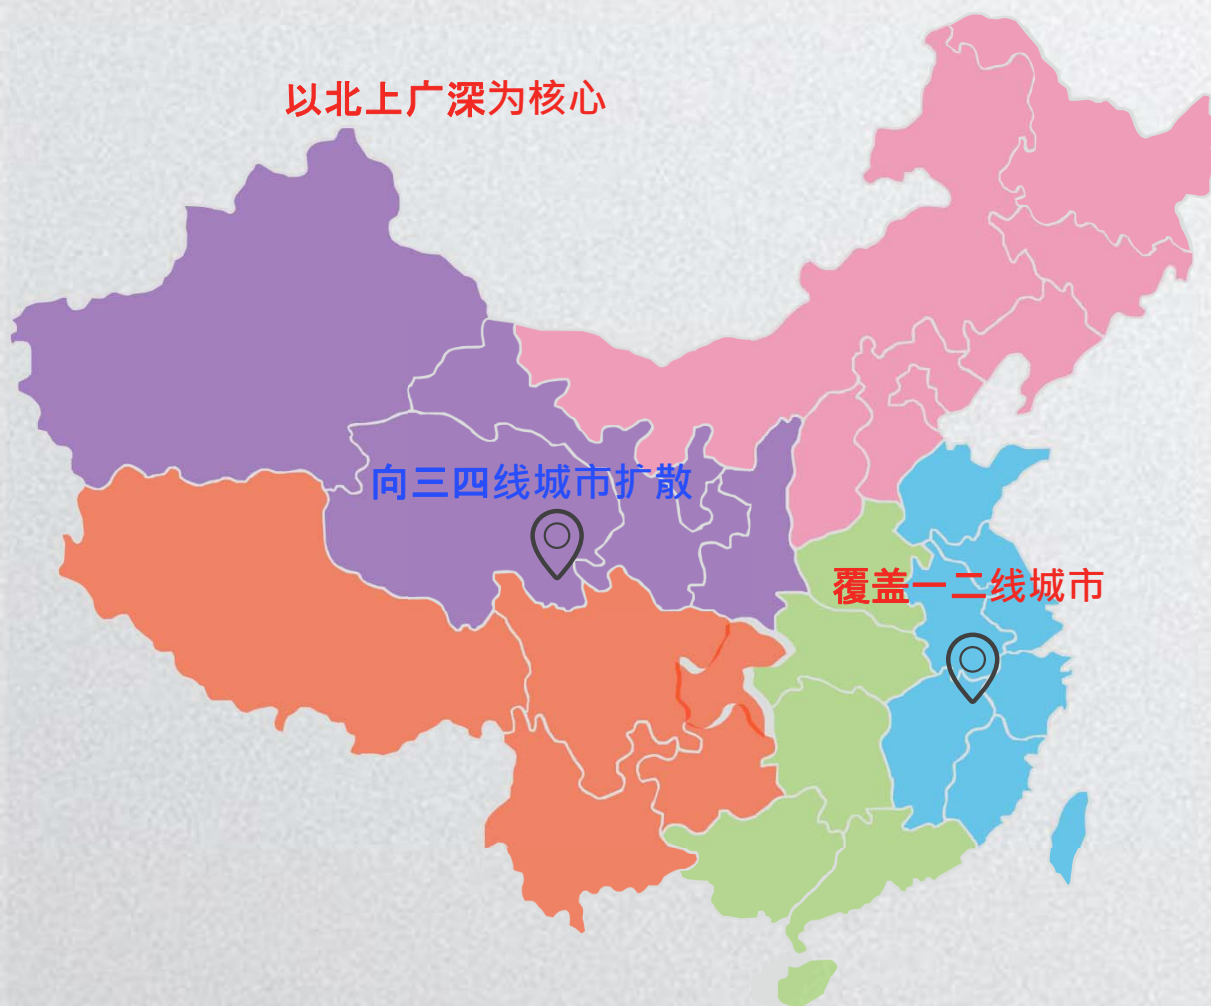 以北上广深为核心
向三四线城市扩散
覆盖一二线城市